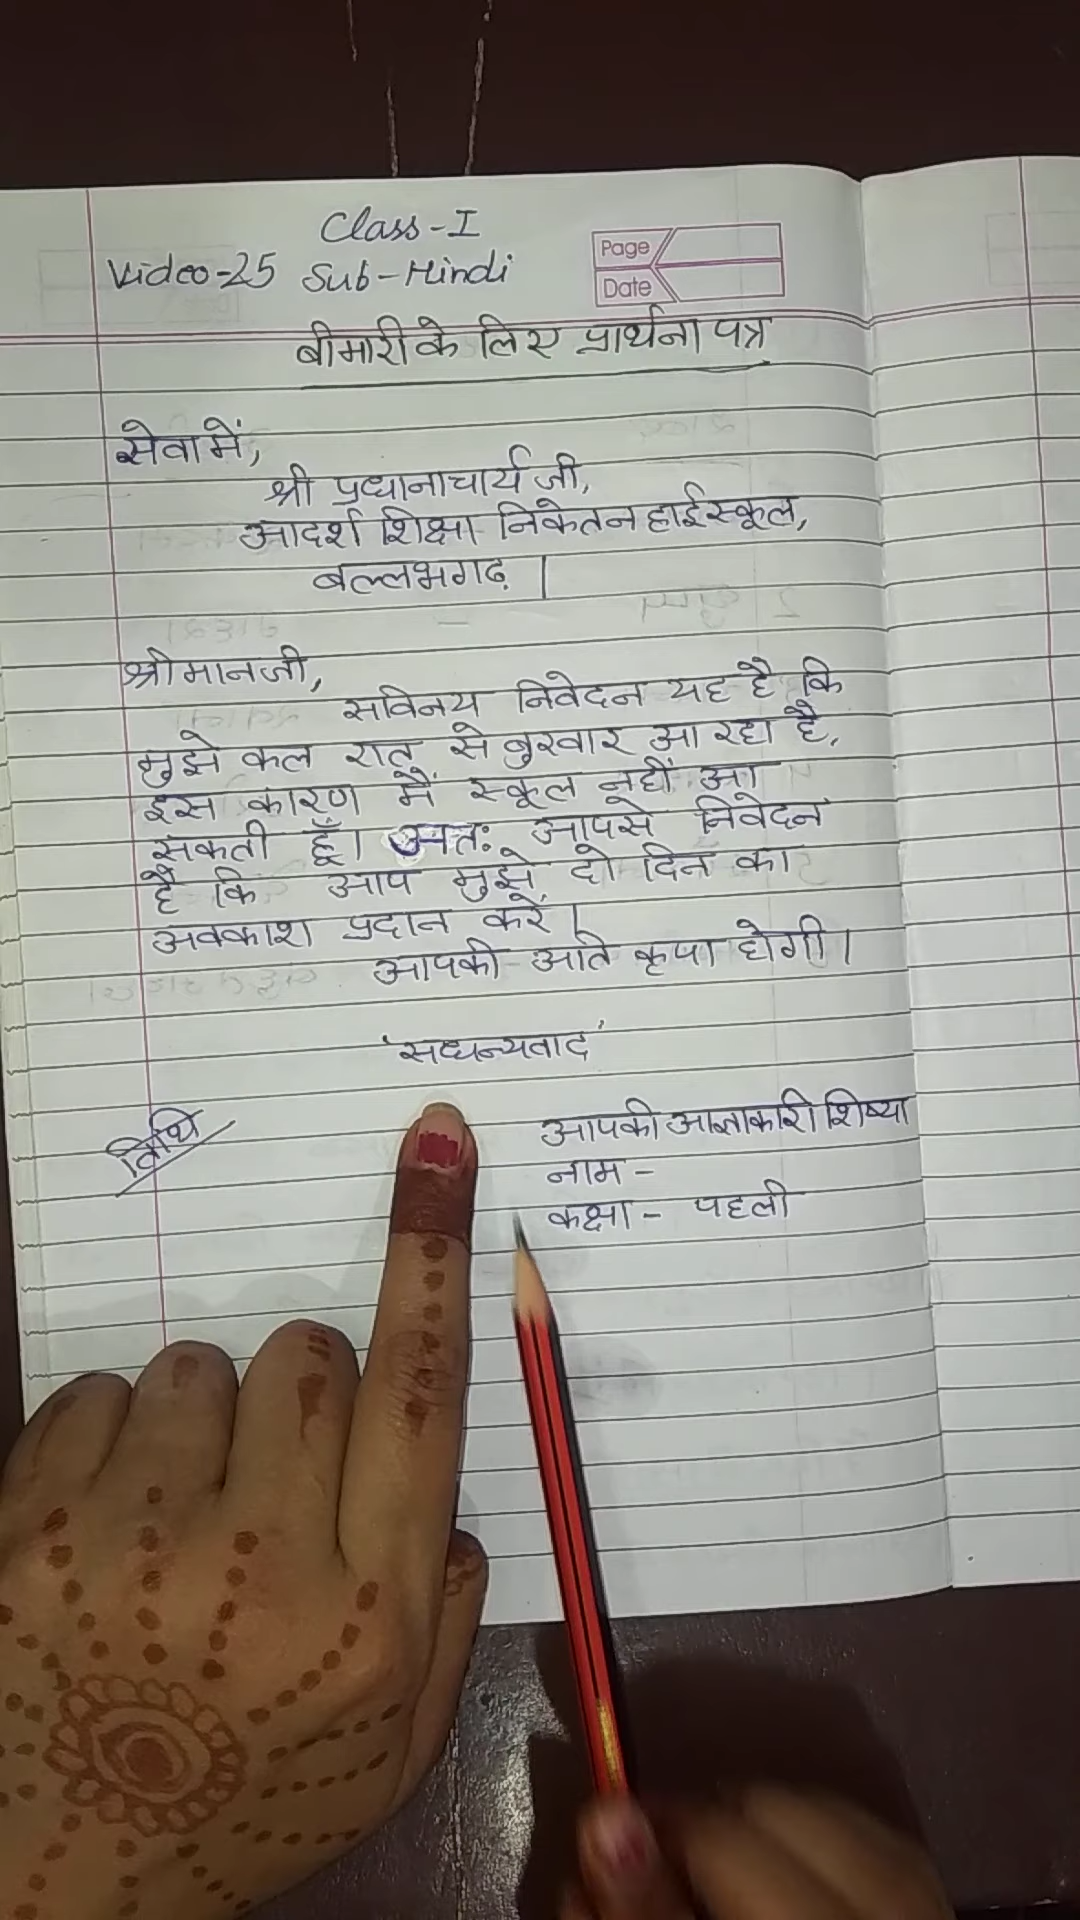 Class-I
Video-25 Sub-Hindi
Page
Date
बीमारी के लिए प्रार्थना पत्र
सेवा में,
श्री प्रधानाचार्य जी,
आदर्श शिक्षा निकेतन हाई स्कूल,
बल्लभगढ़ |
श्रीमान जी,
सविनय निवेदन यह है कि
मुझे कल रात से बुखार आ रहा है,
इस कारण मैं स्कूल नहीं आ
सकती हूँ। अतः आपसे निवेदन
है कि आप मुझे दो दिन का
अवकाश प्रदान करें |
आपकी अति कृपा होगी।
'सधन्यवाद'
तिथि
आपकी आज्ञाकारी शिष्या
नाम -
कक्षा - पहली